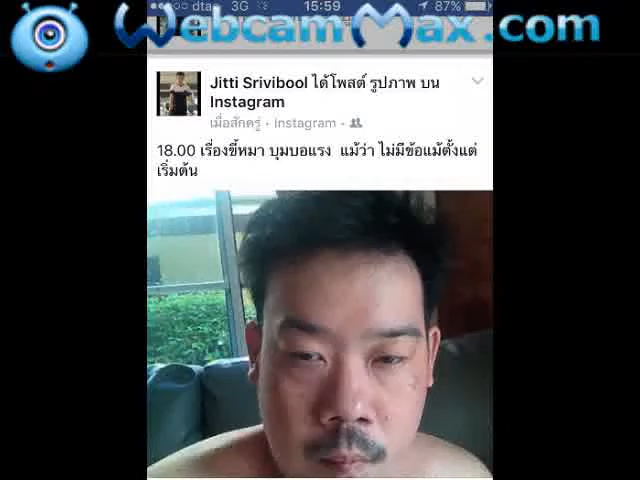 dtac 3G 15:59 87%
WebcamMax.com
Jitti Srivibool ได้โพสต์ รูปภาพ บน
Instagram
เมื่อสักครู่ · Instagram ·
18.00 เรื่องขี้หมา บุมบอแรง แม้ว่า ไม่มีข้อแม้ตั้งแต่
เริ่มต้น